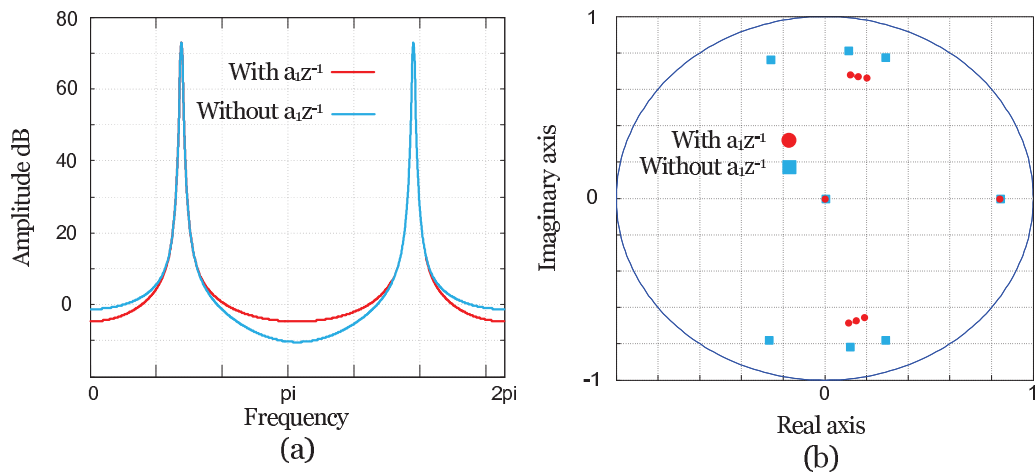 80
60
40
20
0
Amplitude dB
With a₁z⁻¹
Without a₁z⁻¹
0
pi
2pi
Frequency
(a)
1
0
-1
Imaginary axis
With a₁z⁻¹
Without a₁z⁻¹
0
1
Real axis
(b)